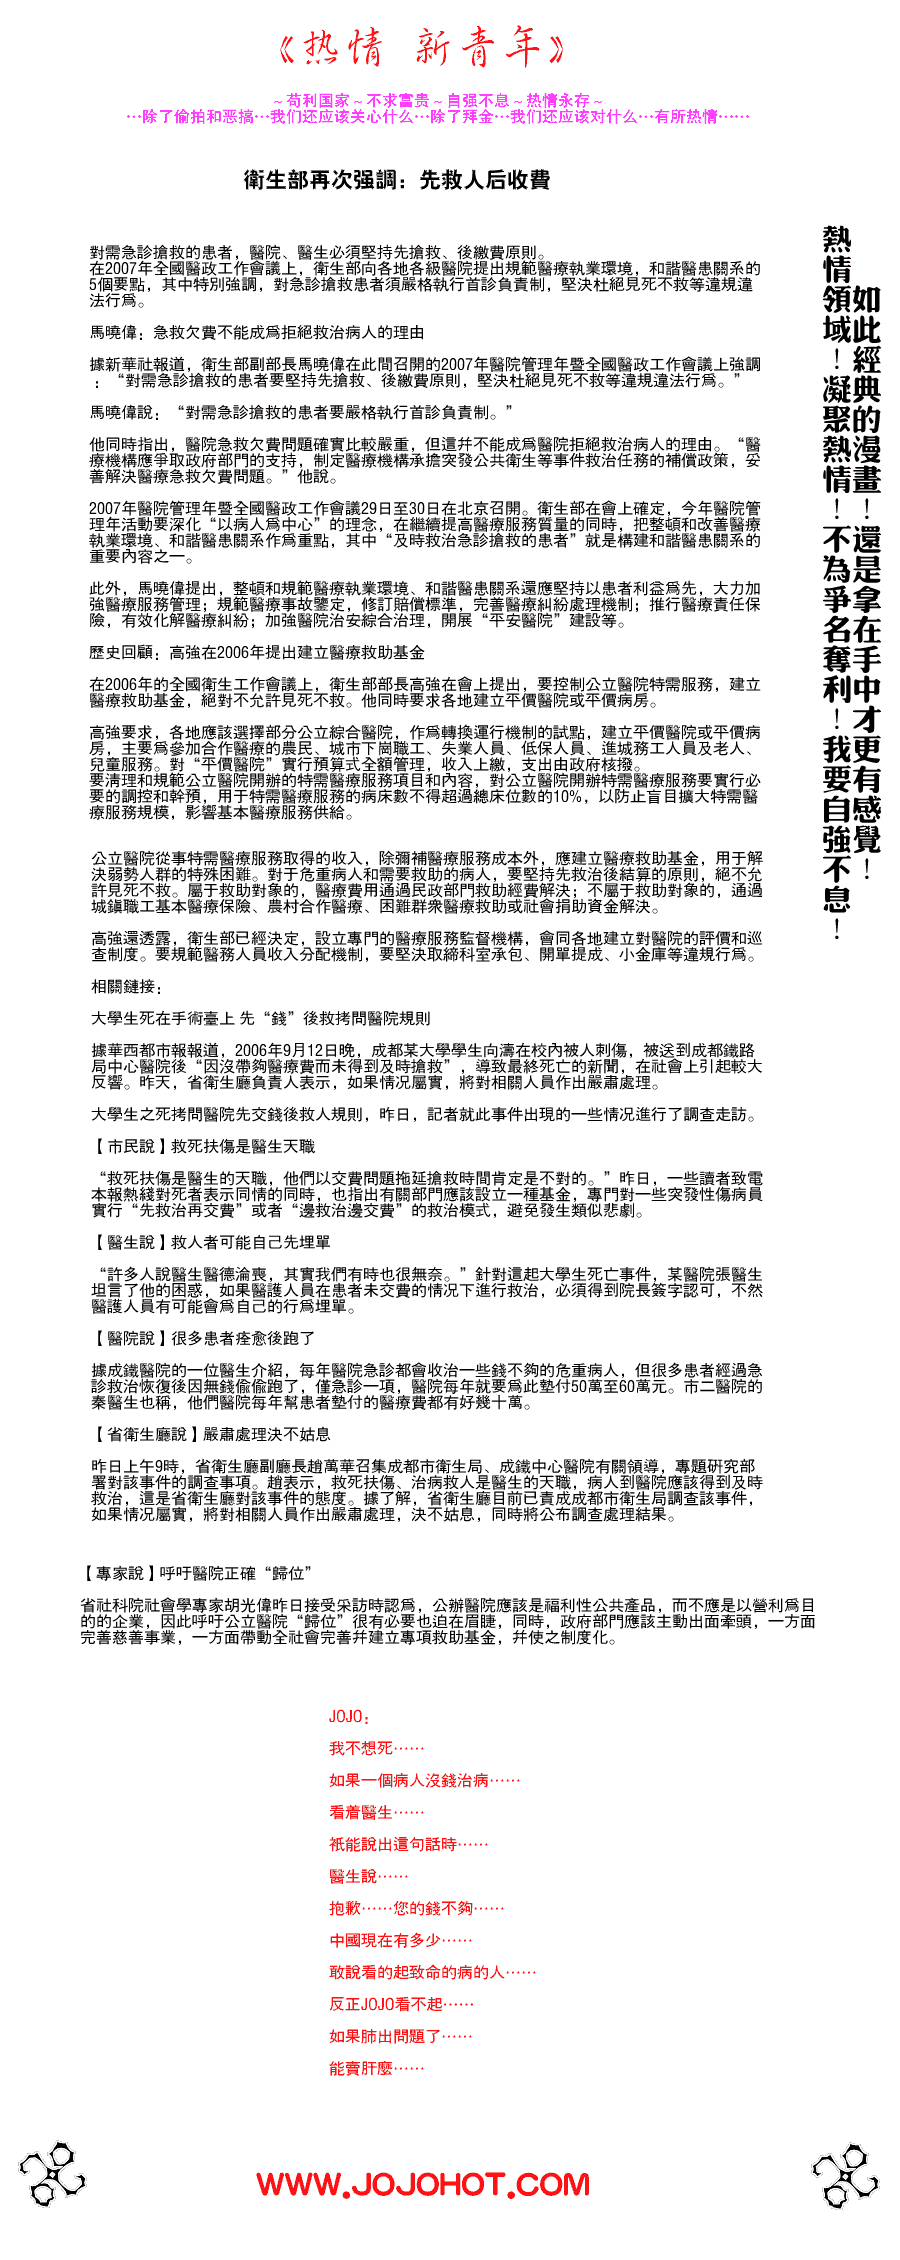 《热情 新青年》
～苟利国家～不求富贵～自强不息～热情永存～
…除了偷拍和恶搞…我们还应该关心什么…除了拜金…我们还应该对什么…有所热情……
衛生部再次强調：先救人后收費
對需急診搶救的患者，醫院、醫生必須堅持先搶救、後繳費原則。
在2007年全國醫政工作會議上，衛生部向各地各級醫院提出規範醫療執業環境，和諧醫患關系的
5個要點，其中特別強調，對急診搶救患者須嚴格執行首診負責制，堅決杜絕見死不救等違規違
法行爲。
馬曉偉：急救欠費不能成爲拒絕救治病人的理由
據新華社報道，衛生部副部長馬曉偉在此間召開的2007年醫院管理年暨全國醫政工作會議上強調
：“對需急診搶救的患者要堅持先搶救、後繳費原則，堅決杜絕見死不救等違規違法行爲。”
馬曉偉說：“對需急診搶救的患者要嚴格執行首診負責制。”
他同時指出，醫院急救欠費問題確實比較嚴重，但這幷不能成爲醫院拒絕救治病人的理由。“醫
療機構應爭取政府部門的支持，制定醫療機構承擔突發公共衛生等事件救治任務的補償政策，妥
善解決醫療急救欠費問題。”他說。
2007年醫院管理年暨全國醫政工作會議29日至30日在北京召開。衛生部在會上確定，今年醫院管
理年活動要深化“以病人爲中心”的理念，在繼續提高醫療服務質量的同時，把整頓和改善醫療
執業環境、和諧醫患關系作爲重點，其中“及時救治急診搶救的患者”就是構建和諧醫患關系的
重要內容之一。
此外，馬曉偉提出，整頓和規範醫療執業環境、和諧醫患關系還應堅持以患者利益爲先，大力加
強醫療服務管理；規範醫療事故鑒定，修訂賠償標準，完善醫療糾紛處理機制；推行醫療責任保
險，有效化解醫療糾紛；加強醫院治安綜合治理，開展“平安醫院”建設等。
歷史回顧：高強在2006年提出建立醫療救助基金
在2006年的全國衛生工作會議上，衛生部部長高強在會上提出，要控制公立醫院特需服務，建立
醫療救助基金，絕對不允許見死不救。他同時要求各地建立平價醫院或平價病房。
高強要求，各地應該選擇部分公立綜合醫院，作爲轉換運行機制的試點，建立平價醫院或平價病
房，主要爲參加合作醫療的農民、城市下崗職工、失業人員、低保人員、進城務工人員及老人、
兒童服務。對“平價醫院”實行預算式全額管理，收入上繳，支出由政府核撥。
要清理和規範公立醫院開辦的特需醫療服務項目和內容，對公立醫院開辦特需醫療服務要實行必
要的調控和幹預，用于特需醫療服務的病床數不得超過總床位數的10%，以防止盲目擴大特需醫
療服務規模，影響基本醫療服務供給。
公立醫院從事特需醫療服務取得的收入，除彌補醫療服務成本外，應建立醫療救助基金，用于解
決弱勢人群的特殊困難。對于危重病人和需要救助的病人，要堅持先救治後結算的原則，絕不允
許見死不救。屬于救助對象的，醫療費用通過民政部門救助經費解決；不屬于救助對象的，通過
城鎮職工基本醫療保險、農村合作醫療、困難群衆醫療救助或社會捐助資金解決。
高強還透露，衛生部已經決定，設立專門的醫療服務監督機構，會同各地建立對醫院的評價和巡
查制度。要規範醫務人員收入分配機制，要堅決取締科室承包、開單提成、小金庫等違規行爲。
相關鏈接：
大學生死在手術臺上 先“錢”後救拷問醫院規則
據華西都市報報道，2006年9月12日晚，成都某大學學生向濤在校內被人刺傷，被送到成都鐵路
局中心醫院後“因沒帶夠醫療費而未得到及時搶救”，導致最終死亡的新聞，在社會上引起較大
反響。昨天，省衛生廳負責人表示，如果情況屬實，將對相關人員作出嚴肅處理。
大學生之死拷問醫院先交錢後救人規則，昨日，記者就此事件出現的一些情況進行了調查走訪。
【市民說】救死扶傷是醫生天職
“救死扶傷是醫生的天職，他們以交費問題拖延搶救時間肯定是不對的。”昨日，一些讀者致電
本報熱綫對死者表示同情的同時，也指出有關部門應該設立一種基金，專門對一些突發性傷病員
實行“先救治再交費”或者“邊救治邊交費”的救治模式，避免發生類似悲劇。
【醫生說】救人者可能自己先埋單
“許多人說醫生醫德淪喪，其實我們有時也很無奈。”針對這起大學生死亡事件，某醫院張醫生
坦言了他的困惑，如果醫護人員在患者未交費的情況下進行救治，必須得到院長簽字認可，不然
醫護人員有可能會爲自己的行爲埋單。
【醫院說】很多患者痊愈後跑了
據成鐵醫院的一位醫生介紹，每年醫院急診都會收治一些錢不夠的危重病人，但很多患者經過急
診救治恢復後因無錢偷偷跑了，僅急診一項，醫院每年就要爲此墊付50萬至60萬元。市二醫院的
秦醫生也稱，他們醫院每年幫患者墊付的醫療費都有好幾十萬。
【省衛生廳說】嚴肅處理決不姑息
昨日上午9時，省衛生廳副廳長趙萬華召集成都市衛生局、成鐵中心醫院有關領導，專題研究部
署對該事件的調查事項。趙表示，救死扶傷、治病救人是醫生的天職，病人到醫院應該得到及時
救治，這是省衛生廳對該事件的態度。據了解，省衛生廳目前已責成成都市衛生局調查該事件，
如果情況屬實，將對相關人員作出嚴肅處理，決不姑息，同時將公布調查處理結果。
【專家說】呼吁醫院正確“歸位”
省社科院社會學專家胡光偉昨日接受采訪時認爲，公辦醫院應該是福利性公共產品，而不應是以營利爲目
的的企業，因此呼吁公立醫院“歸位”很有必要也迫在眉睫，同時，政府部門應該主動出面牽頭，一方面
完善慈善事業，一方面帶動全社會完善幷建立專項救助基金，幷使之制度化。
如此經典的漫畫！還是拿在手中才更有感覺！
熱情領域！凝聚熱情！不為爭名奪利！我要自強不息！
JOJO：
我不想死……
如果一個病人沒錢治病……
看着醫生……
衹能說出這句話時……
醫生說……
抱歉……您的錢不夠……
中國現在有多少……
敢說看的起致命的病的人……
反正JOJO看不起……
如果肺出問題了……
能賣肝麼……
WWW.JOJOHOT.COM